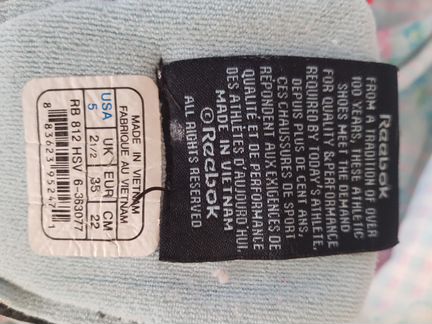 MADE IN VIETNAM
FABRIQUE AU VIETNAM
USA UK EUR CM
5 2 1/2 35 22
RB 612 HSV 6-363077
8 83623 95247 1
Reebok
FROM A TRADITION OF OVER
100 YEARS, THESE ATHLETIC
SHOES MEET THE DEMAND
FOR QUALITY & PERFORMANCE
REQUIRED BY TODAY'S ATHLETE.
DEPUIS PLUS DE CENT ANS,
CES CHAUSSURES DE SPORT
RÉPONDENT AUX EXIGENCES DE
QUALITÉ ET DE PERFORMANCE
DES ATHLÈTES D'AUJOURD'HUI.
MADE IN VIETNAM
© Reebok
ALL RIGHTS RESERVED